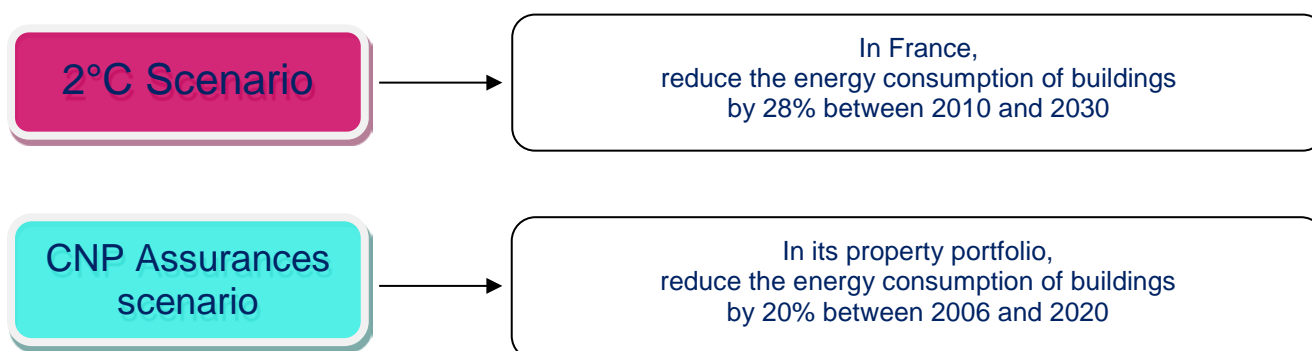 2°C Scenario
In France,
reduce the energy consumption of buildings
by 28% between 2010 and 2030
CNP Assurances
scenario
In its property portfolio,
reduce the energy consumption of buildings
by 20% between 2006 and 2020